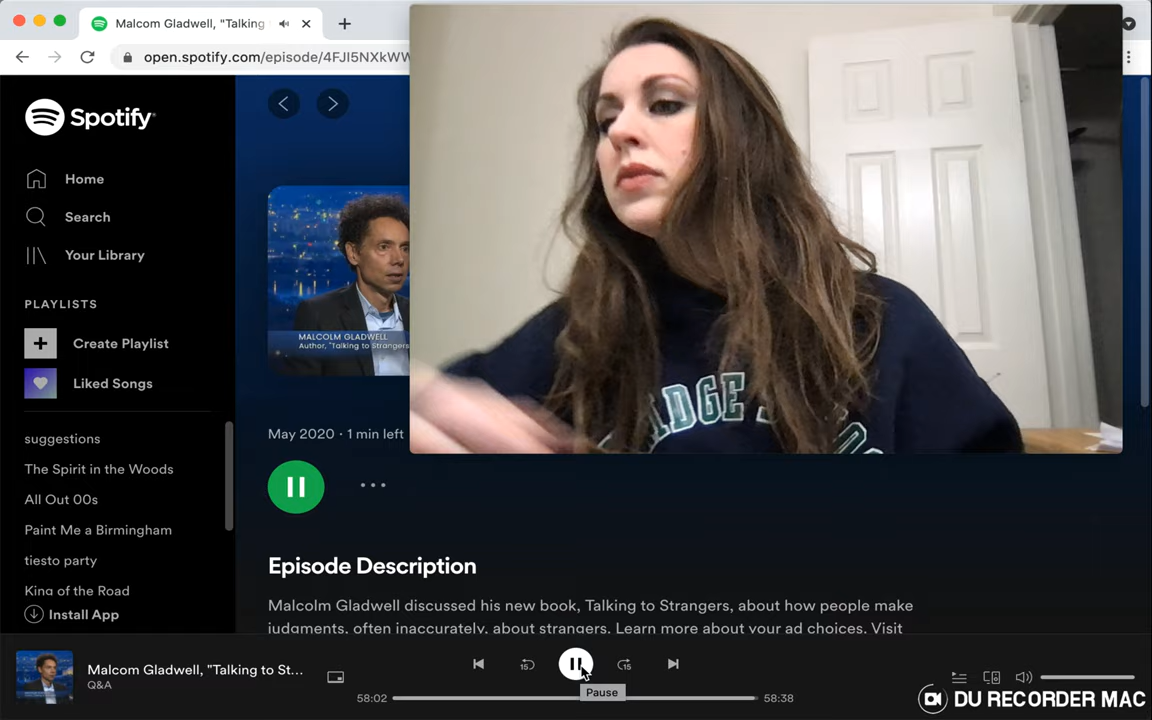 Malcom Gladwell, "Talking
open.spotify.com/episode/4FJI5NXkWW
Spotify
Home
Search
Your Library
PLAYLISTS
Create Playlist
Liked Songs
suggestions
The Spirit in the Woods
All Out 00s
Paint Me a Birmingham
tiesto party
King of the Road
Install App
MALCOLM GLADWELL
Author, "Talking to Strangers
May 2020 · 1 min left
Episode Description
Malcolm Gladwell discussed his new book, Talking to Strangers, about how people make
judgments, often inaccurately, about strangers. Learn more about your ad choices. Visit
Malcom Gladwell, "Talking to St...
Q&A
15
15
Pause
58:02
58:38
DU RECORDER MAC